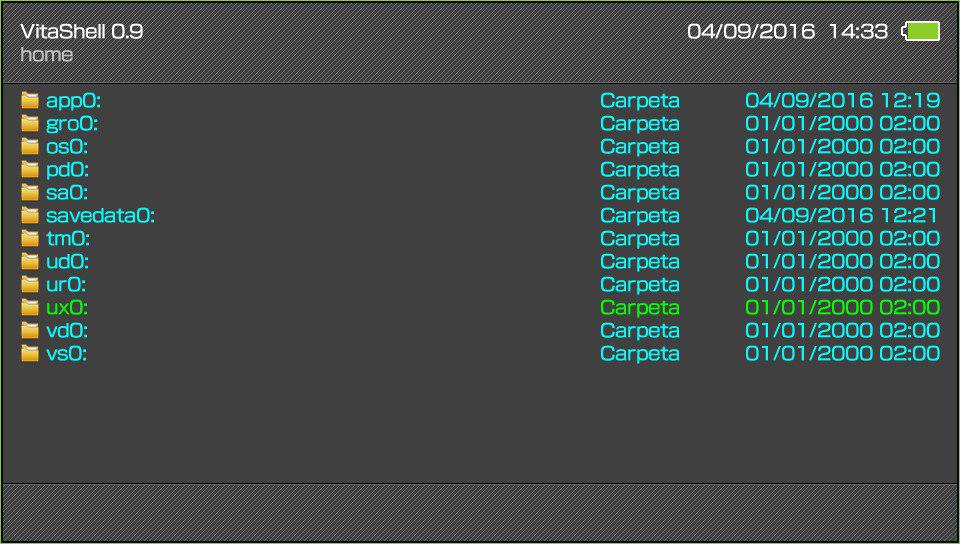 VitaShell 0.9 04/09/2016 14:33
home
app0: Carpeta 04/09/2016 12:19
gro0: Carpeta 01/01/2000 02:00
os0: Carpeta 01/01/2000 02:00
pd0: Carpeta 01/01/2000 02:00
sa0: Carpeta 01/01/2000 02:00
savedata0: Carpeta 04/09/2016 12:21
tm0: Carpeta 01/01/2000 02:00
ud0: Carpeta 01/01/2000 02:00
ur0: Carpeta 01/01/2000 02:00
ux0: Carpeta 01/01/2000 02:00
vd0: Carpeta 01/01/2000 02:00
vs0: Carpeta 01/01/2000 02:00